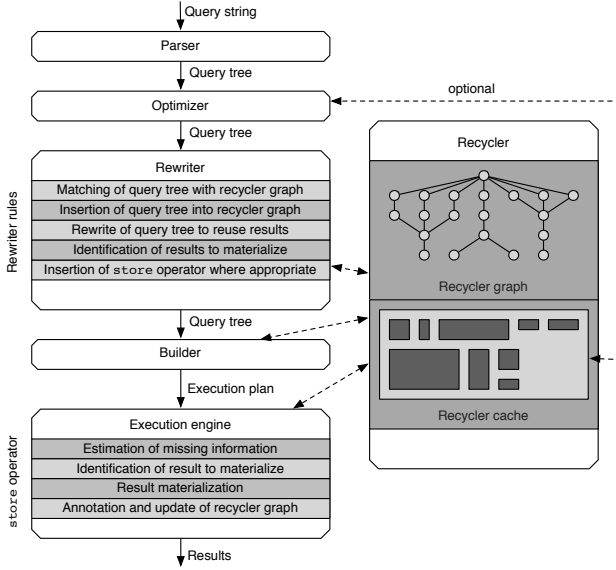 Query string
Parser
Query tree
optional
Optimizer
Query tree
Recycler
Rewriter rules
Rewriter
Matching of query tree with recycler graph
Insertion of query tree into recycler graph
Rewrite of query tree to reuse results
Identification of results to materialize
Insertion of store operator where appropriate
Recycler graph
Query tree
Builder
Execution plan
Recycler cache
store operator
Execution engine
Estimation of missing information
Identification of result to materialize
Result materialization
Annotation and update of recycler graph
Results